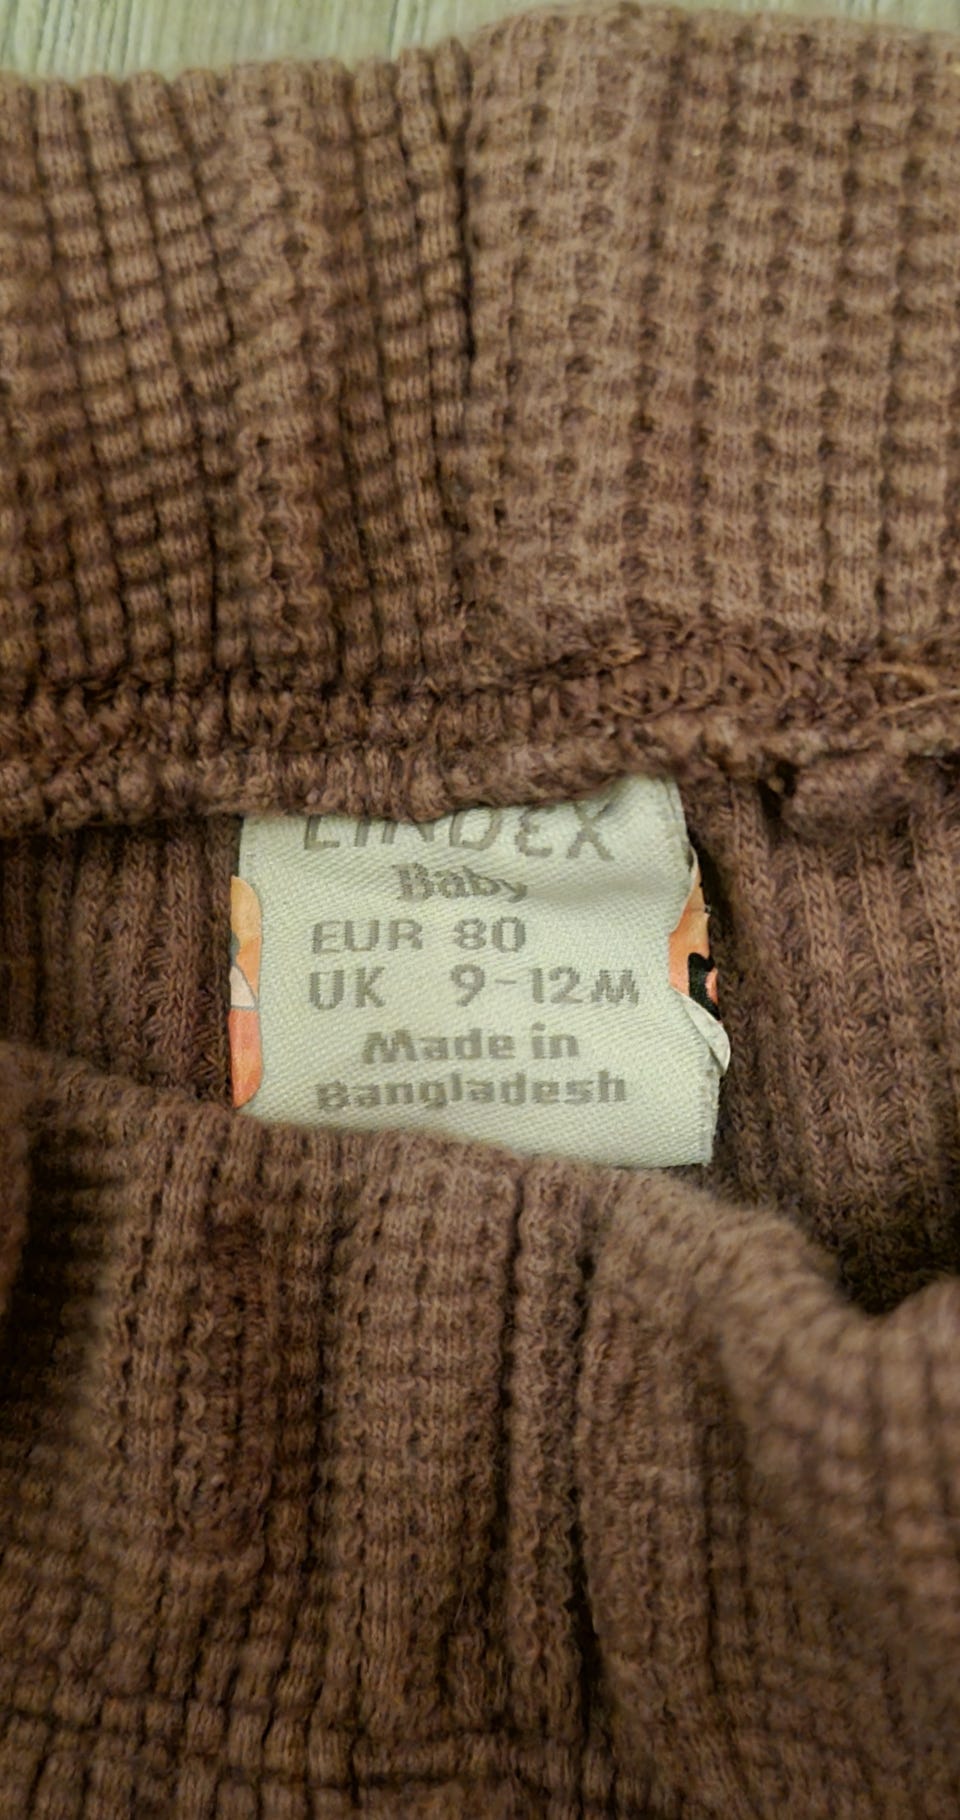 LINDEX
Baby
EUR 80
UK 9-12M
Made in
Bangladesh